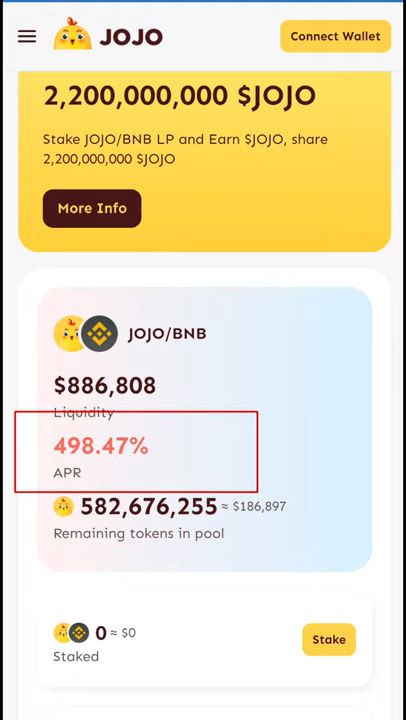 JOJO
Connect Wallet
2,200,000,000 $JOJO
Stake JOJO/BNB LP and Earn $JOJO, share
2,200,000,000 $JOJO
More Info
JOJO/BNB
$886,808
Liquidity
498.47%
APR
582,676,255 ≈ $186,897
Remaining tokens in pool
0 ≈ $0
Staked
Stake